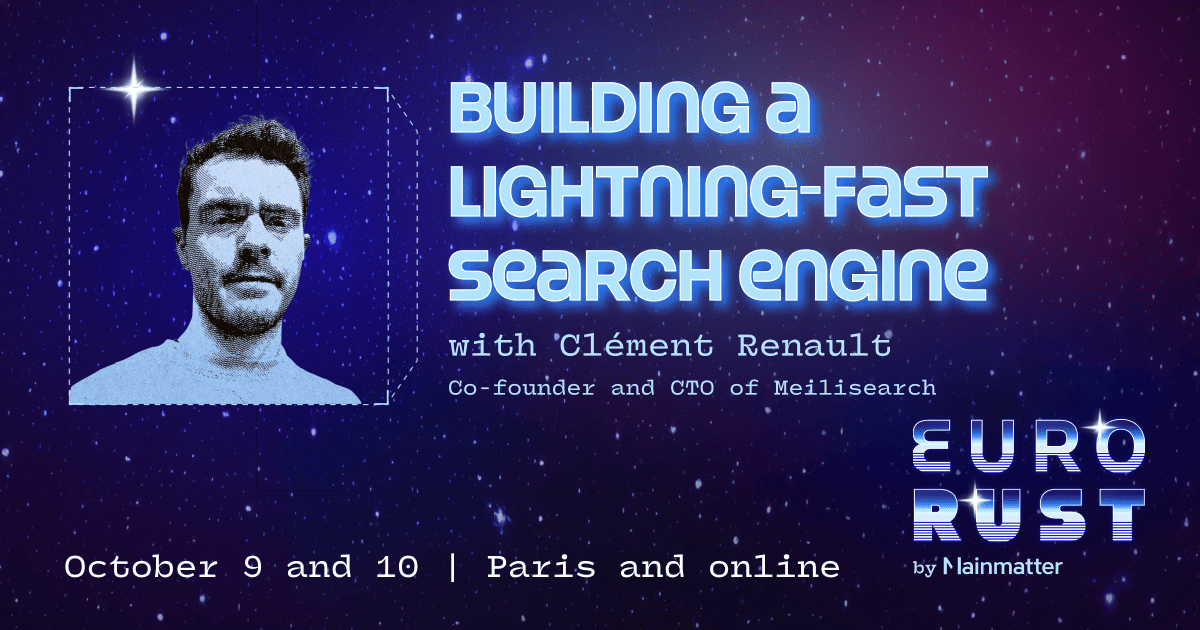 BUILDING a
LIGHTNING-FaST
SeaRCH eNGINe
with Clément Renault
Co-founder and CTO of Meilisearch
EURO
RUST
by Mainmatter
October 9 and 10 | Paris and online